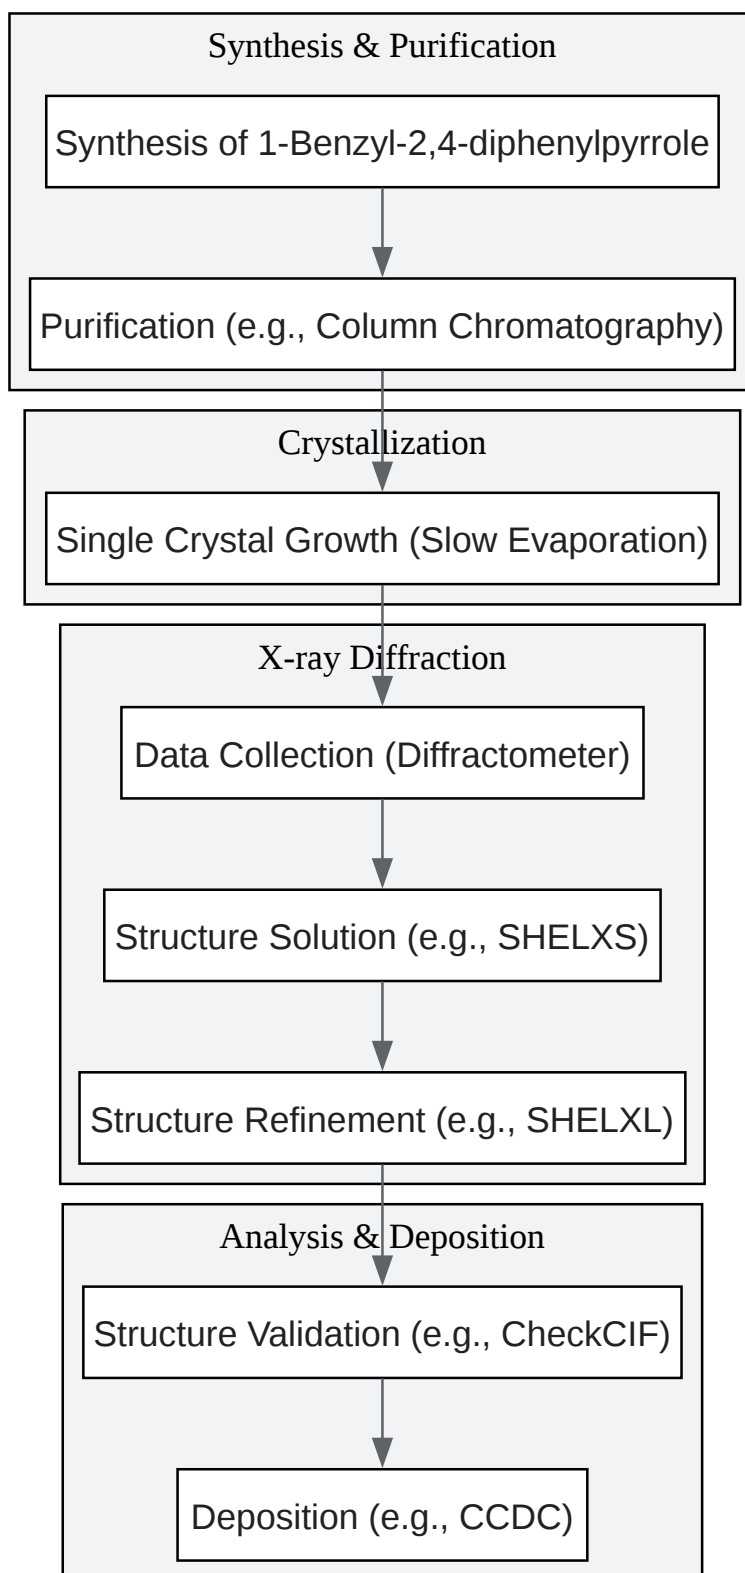 Synthesis & Purification
Synthesis of 1-Benzyl-2,4-diphenylpyrrole
Purification (e.g., Column Chromatography)
Crystallization
Single Crystal Growth (Slow Evaporation)
X-ray Diffraction
Data Collection (Diffractometer)
Structure Solution (e.g., SHELXS)
Structure Refinement (e.g., SHELXL)
Analysis & Deposition
Structure Validation (e.g., CheckCIF)
Deposition (e.g., CCDC)